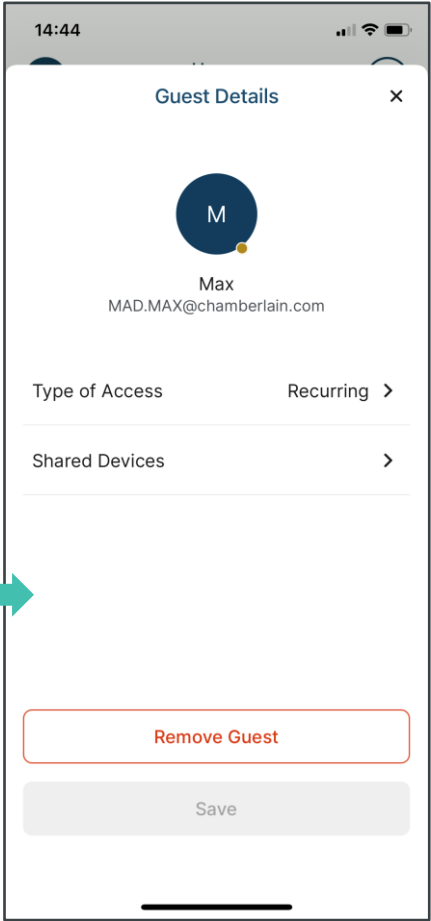 14:44
Guest Details
M
Max
MAD.MAX@chamberlain.com
Type of Access Recurring
Shared Devices
Remove Guest
Save